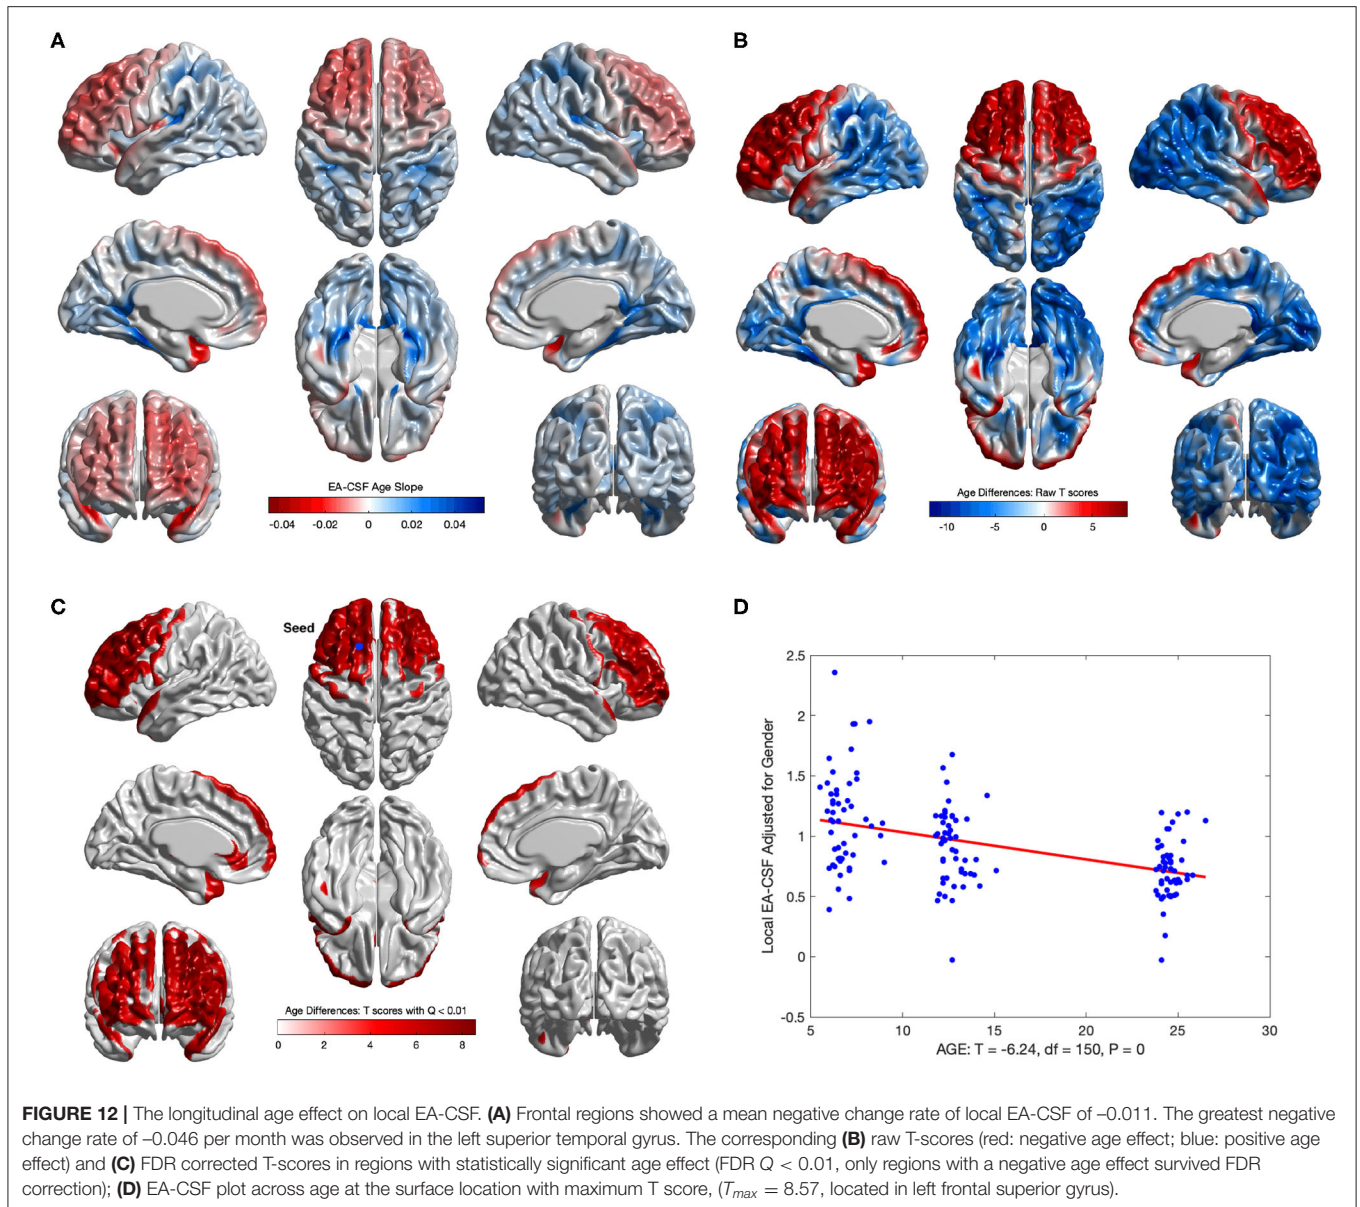 A
B
EA-CSF Age Slope
-0.04 -0.02 0 0.02 0.04
Age Differences: Raw T scores
-10 -5 0 5
C
Seed
Age Differences: T scores with Q < 0.01
0 2 4 6 8
D
Local EA-CSF Adjusted for Gender
2.5
2
1.5
1
0.5
0
-0.5
5 10 15 20 25 30
AGE: T = -6.24, df = 150, P = 0
FIGURE 12 | The longitudinal age effect on local EA-CSF. (A) Frontal regions showed a mean negative change rate of local EA-CSF of –0.011. The greatest negative
change rate of –0.046 per month was observed in the left superior temporal gyrus. The corresponding (B) raw T-scores (red: negative age effect; blue: positive age
effect) and (C) FDR corrected T-scores in regions with statistically significant age effect (FDR Q < 0.01, only regions with a negative age effect survived FDR
correction); (D) EA-CSF plot across age at the surface location with maximum T score, (Tmax = 8.57, located in left frontal superior gyrus).